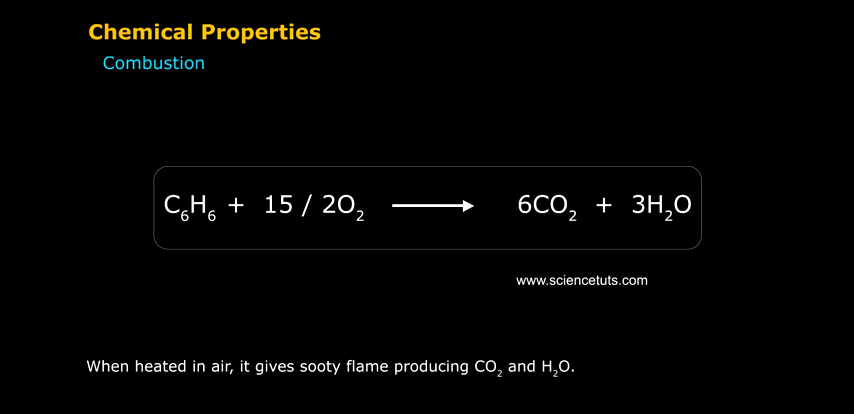 Chemical Properties
Combustion
C₆H₆ + 15 / 2O₂ ⟶ 6CO₂ + 3H₂O
www.sciencetuts.com
When heated in air, it gives sooty flame producing CO₂ and H₂O.